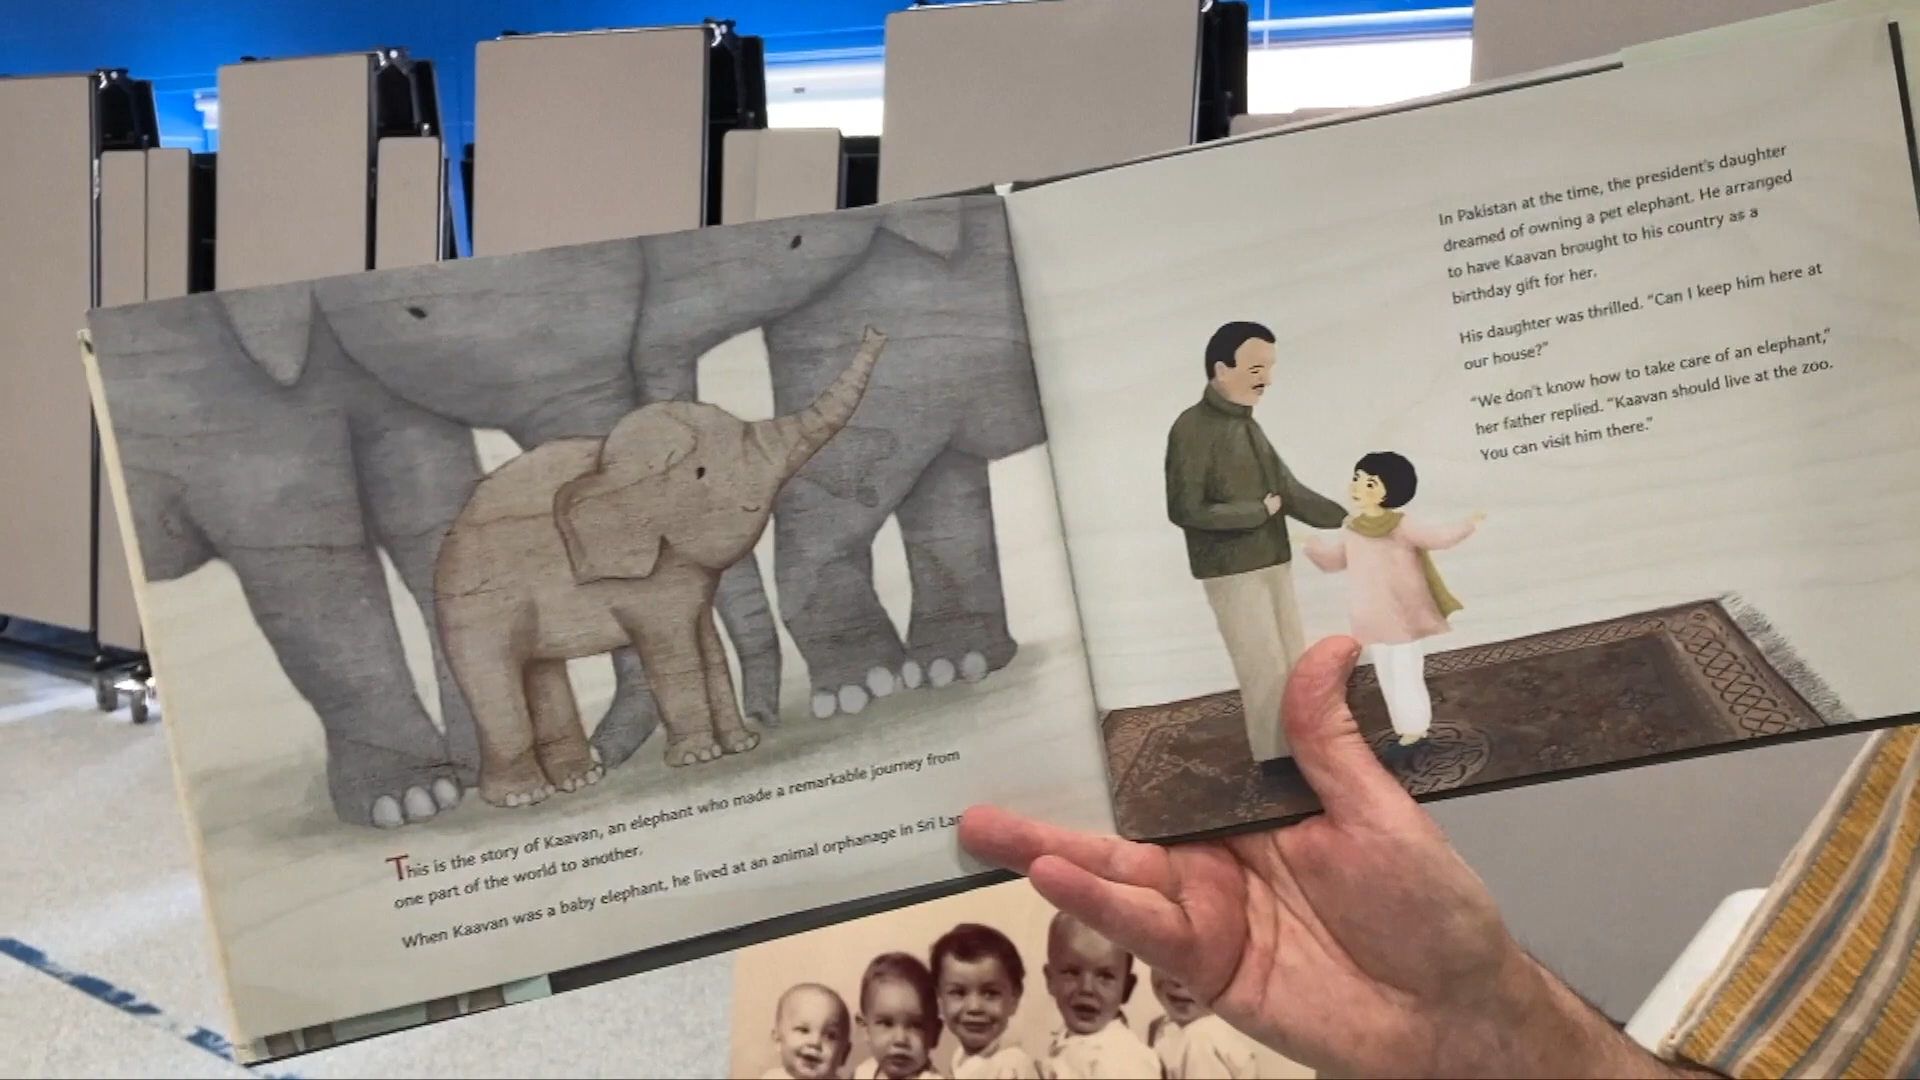 This is the story of Kaavan, an elephant who made a remarkable journey from
one part of the world to another.
When Kaavan was a baby elephant, he lived at an animal orphanage in Sri
In Pakistan at the time, the president's daughter
dreamed of owning a pet elephant. He arranged
to have Kaavan brought to his country as a
birthday gift for her.
His daughter was thrilled. “Can I keep him here at
our house?”
“We don't know how to take care of an elephant,”
her father replied. “Kaavan should live at the zoo.
You can visit him there.”